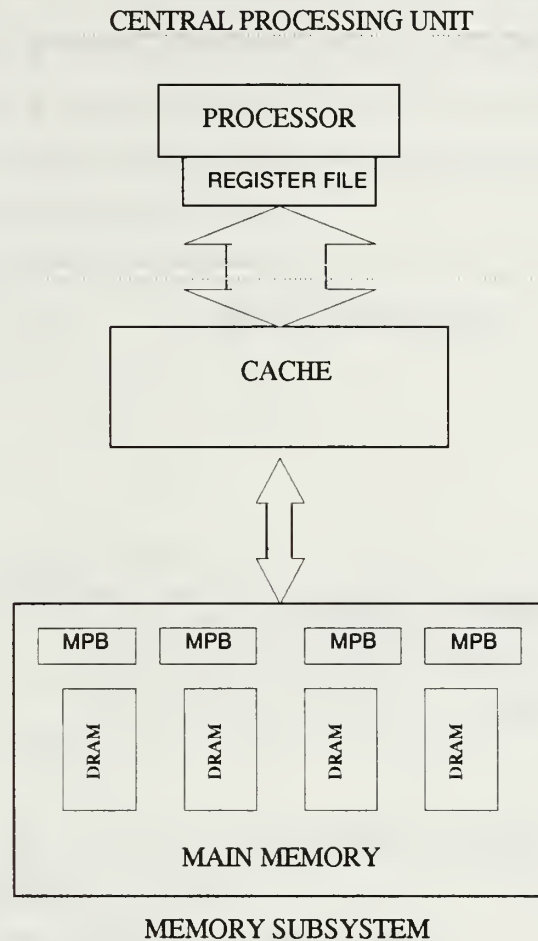 CENTRAL PROCESSING UNIT
PROCESSOR
REGISTER FILE
CACHE
MPB MPB MPB MPB
DRAM DRAM DRAM DRAM
MAIN MEMORY
MEMORY SUBSYSTEM